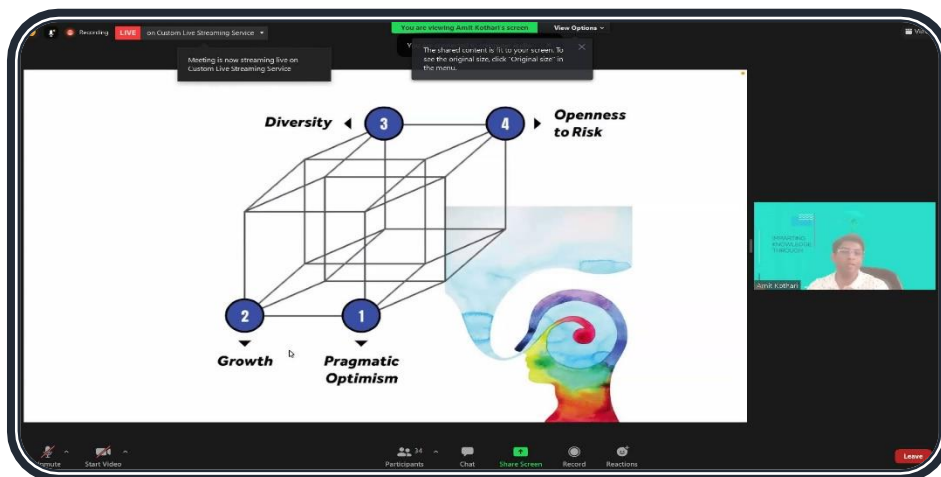 Recording LIVE on Custom Live Streaming Service
You are viewing Amit Kothari's screen View Options
Meeting is now streaming live on
Custom Live Streaming Service
The shared content is fit to your screen. To
see the original size, click "Original size" in
the menu.
Diversity 3 4 Openness
to Risk
2 1
Growth Pragmatic
Optimism
KNOWLEDGE
THROUGH
Amit Kothari
Unmute Start Video Participants 34 Chat Share Screen Record Reactions Leave